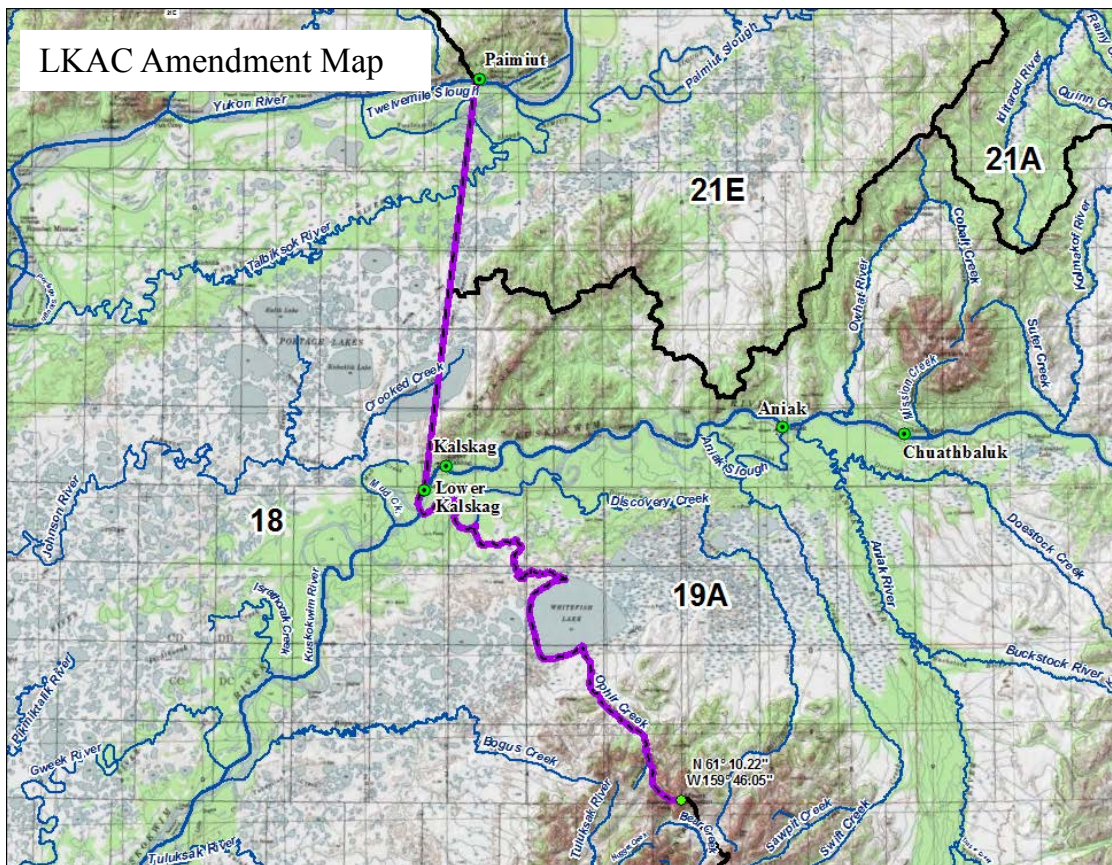 LKAC Amendment Map
Paimiut
Yukon River
Twelvemile Slough
Paimiut Slough
Kliitarod River
Quinn Cr
21A
21E
Talbiksok River
Cobalt Creek
Owhat River
Kolmakof River
Suter Creek
Mission Creek
PORTAGE LAKES
Crooked Creek
Aniak
Chuathbaluk
KUSKOKWIM
Kalskag
Lower
Kalskag
Mud Ck.
Aniak Slough
Discovery Creek
Doestock Creek
Johnson River
18
19A
Aniak River
Kuskokwim River
WHITEFISH
LAKE
Buckstock River
Ophir Creek
Gweek River
Bogus Creek
N 61° 10.22"
W159° 46.05"
Tuluksak River
Bear Creek
Sawpit Creek
Swift Creek
Tuluksak River